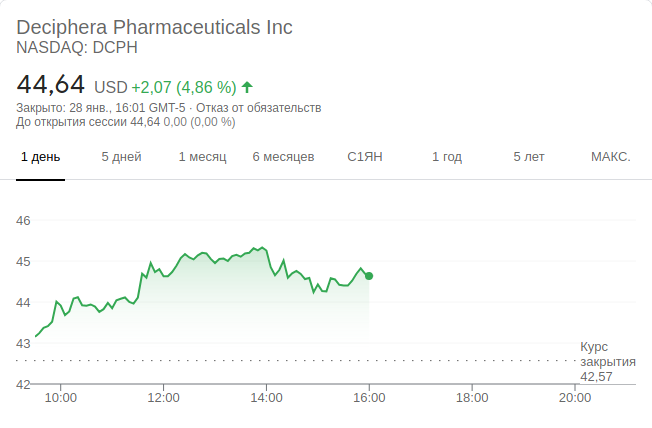 Deciphera Pharmaceuticals Inc
NASDAQ: DCPH
44,64 USD +2,07 (4,86 %)
Закрыто: 28 янв., 16:01 GMT-5 · Отказ от обязательств
До открытия сессии 44,64 0,00 (0,00 %)
1 день 5 дней 1 месяц 6 месяцев С1ЯН 1 год 5 лет МАКС.
46
45
44
43
Курс
закрытия
42,57
42
10:00 12:00 14:00 16:00 18:00 20:00